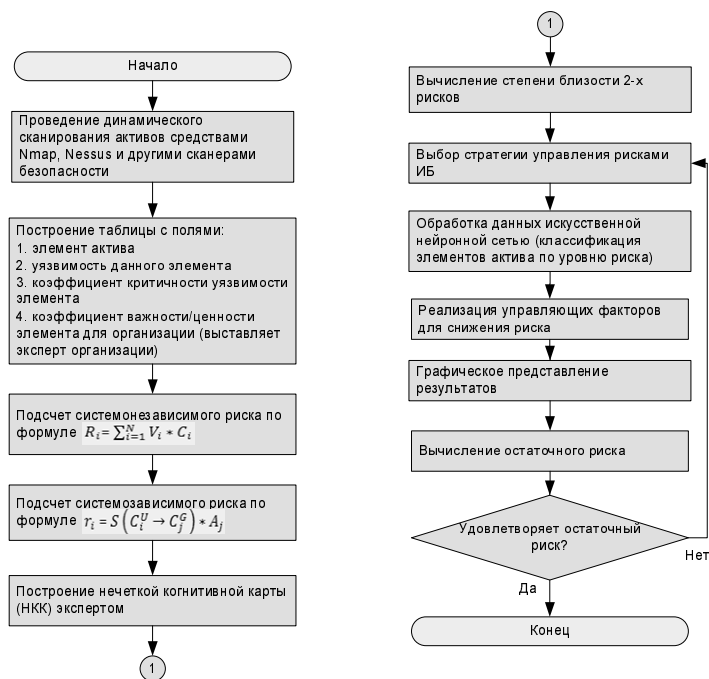 Начало
Проведение динамического
сканирования активов средствами
Nmap, Nessus и другими сканерами
безопасности
Построение таблицы с полями:
1. элемент актива
2. уязвимость данного элемента
3. коэффициент критичности уязвимости
элемента
4. коэффициент важности/ценности
элемента для организации (выставляет
эксперт организации)
Подсчет системонезависимого риска по
формуле R_i = ∑_{i=1}^{N} V_i * C_i
Подсчет системозависимого риска по
формуле r_i = S(C_i^U → C_j^G) * A_j
Построение нечеткой когнитивной карты
(НКК) экспертом
1
1
Вычисление степени близости 2-х
рисков
Выбор стратегии управления рисками
ИБ
Обработка данных искусственной
нейронной сетью (классификация
элементов актива по уровню риска)
Реализация управляющих факторов
для снижения риска
Графическое представление
результатов
Вычисление остаточного риска
Удовлетворяет остаточный
риск?
Нет
Да
Конец